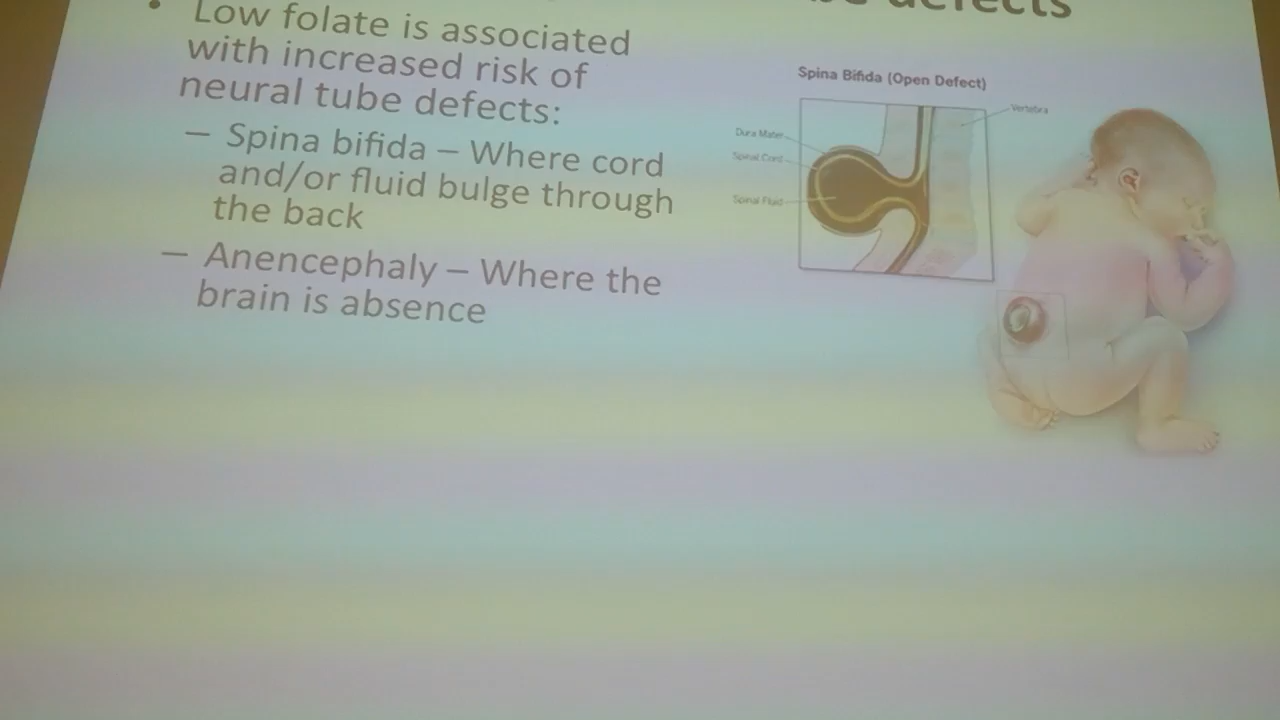 defects
• Low folate is associated
with increased risk of
neural tube defects:
– Spina bifida – Where cord
and/or fluid bulge through
the back
– Anencephaly – Where the
brain is absence
Spina Bifida (Open Defect)
Vertebra
Dura Mater
Spinal Cord
Spinal Fluid